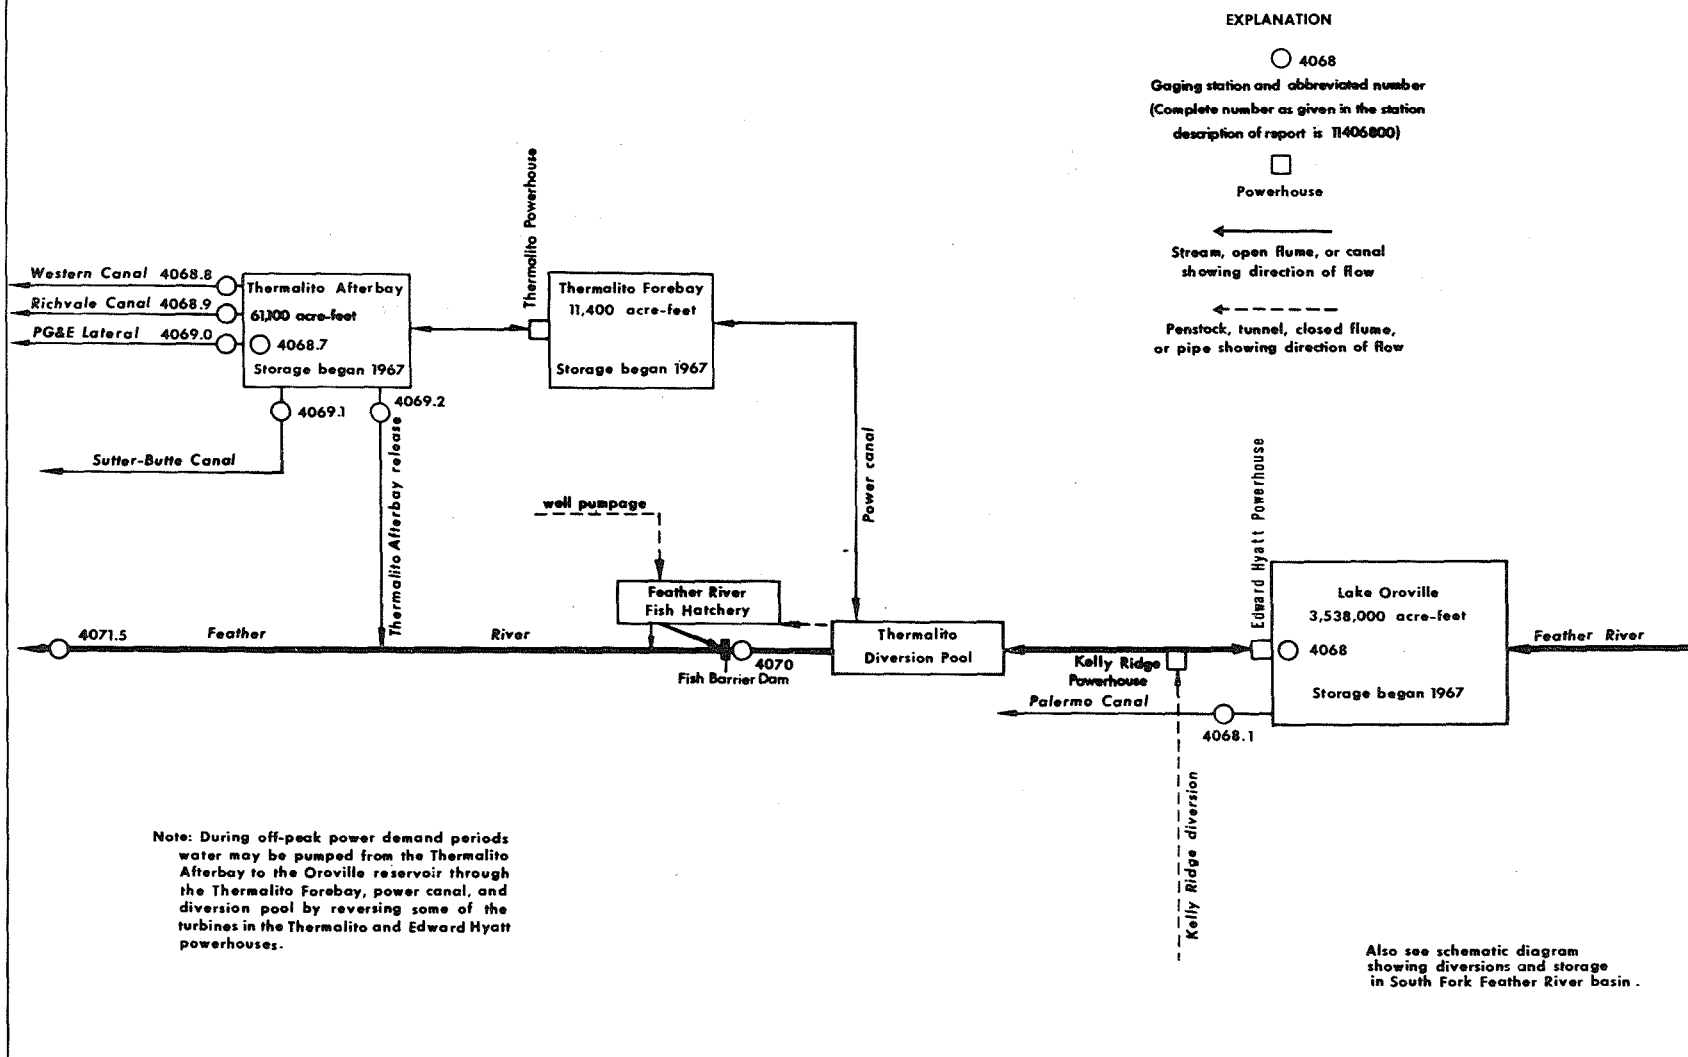 EXPLANATION
4068
Gaging station and abbreviated number
(Complete number as given in the station
description of report is 11406800)
Powerhouse
Stream, open flume, or canal
showing direction of flow
Penstock, tunnel, closed flume,
or pipe showing direction of flow
Thermalito Powerhouse
Western Canal 4068.8
Richvale Canal 4068.9
PG&E Lateral 4069.0
Thermalito Afterbay
61,100 acre-feet
4068.7
Storage began 1967
Thermalito Forebay
11,400 acre-feet
Storage began 1967
4069.1
4069.2
Sutter-Butte Canal
Thermalito Afterbay release
Power canal
well pumpage
Feather River
Fish Hatchery
4071.5
Feather River
4070
Fish Barrier Dam
Thermalito
Diversion Pool
Kelly Ridge
Powerhouse
Edward Hyatt Powerhouse
Lake Oroville
3,538,000 acre-feet
4068
Storage began 1967
Feather River
Palermo Canal
4068.1
Kelly Ridge diversion
Note: During off-peak power demand periods
water may be pumped from the Thermalito
Afterbay to the Oroville reservoir through
the Thermalito Forebay, power canal, and
diversion pool by reversing some of the
turbines in the Thermalito and Edward Hyatt
powerhouses.
Also see schematic diagram
showing diversions and storage
in South Fork Feather River basin.